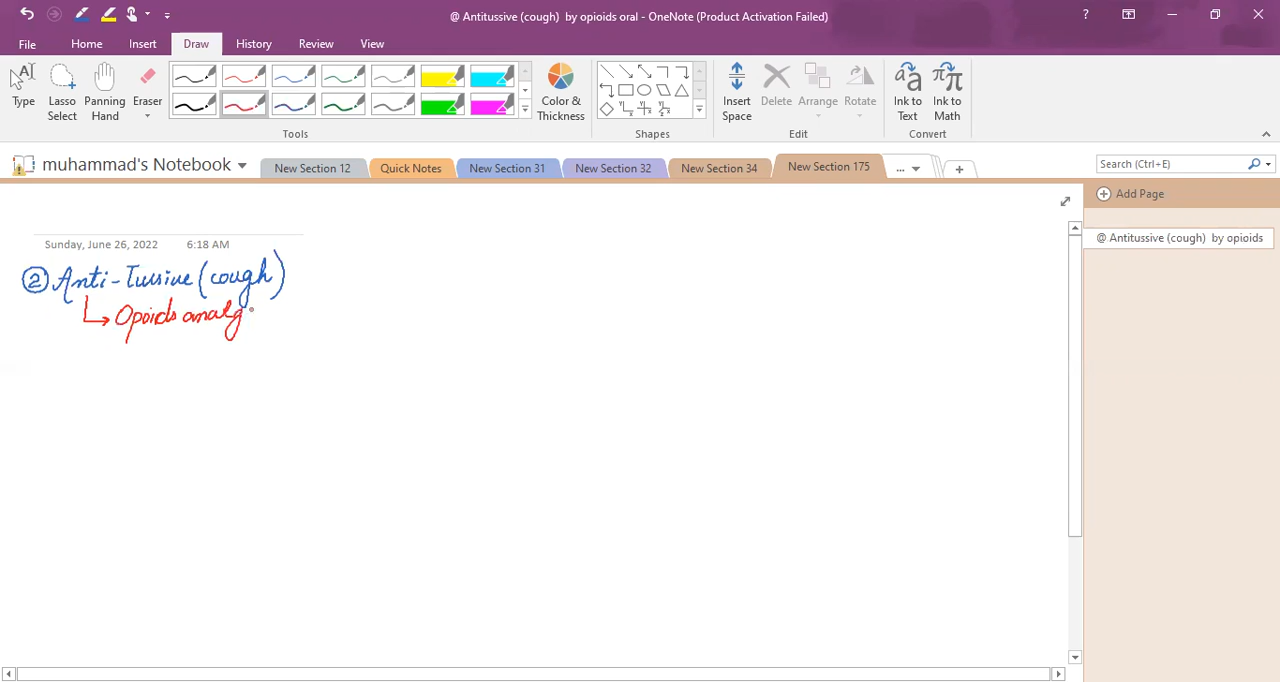 @ Antitussive (cough)  by opioids oral - OneNote (Product Activation Failed)
?
File Home Insert Draw History Review View
Type
Lasso Select
Panning Hand
Eraser
Color & Thickness
Insert Space
Delete
Arrange
Rotate
Ink to Text
Ink to Math
Tools
Shapes
Edit
Convert
muhammad's Notebook New Section 12 Quick Notes New Section 31 New Section 32 New Section 34 New Section 175 ... Search (Ctrl+E)
Add Page
@ Antitussive (cough)  by opioids
Sunday, June 26, 2022 6:18 AM
② Anti-Tussive (cough)
↳ Opoids analg